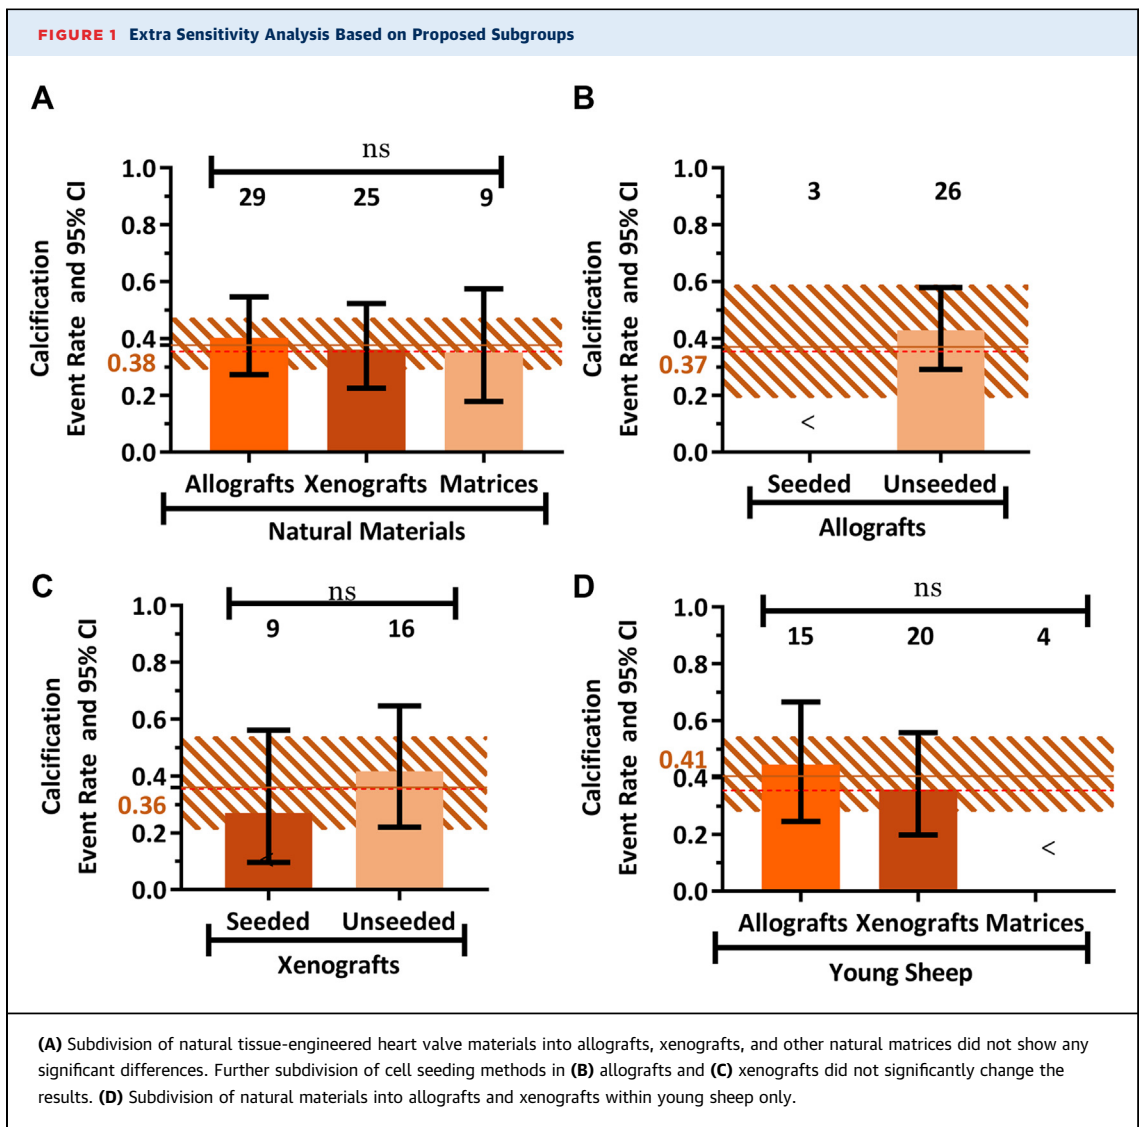 FIGURE 1 Extra Sensitivity Analysis Based on Proposed Subgroups
A
ns
29 25 9
Calcification
Event Rate and 95% CI
1.0
0.8
0.6
0.4
0.38
0.2
0.0
Allografts Xenografts Matrices
Natural Materials
B
3 26
Calcification
Event Rate and 95% CI
1.0
0.8
0.6
0.4
0.37
0.2
0.0
<
Seeded Unseeded
Allografts
C
ns
9 16
Calcification
Event Rate and 95% CI
1.0
0.8
0.6
0.4
0.36
0.2
0.0
<
Seeded Unseeded
Xenografts
D
ns
15 20 4
Calcification
Event Rate and 95% CI
1.0
0.8
0.6
0.41
0.4
0.2
0.0
<
Allografts Xenografts Matrices
Young Sheep
(A) Subdivision of natural tissue-engineered heart valve materials into allografts, xenografts, and other natural matrices did not show any
significant differences. Further subdivision of cell seeding methods in (B) allografts and (C) xenografts did not significantly change the
results. (D) Subdivision of natural materials into allografts and xenografts within young sheep only.